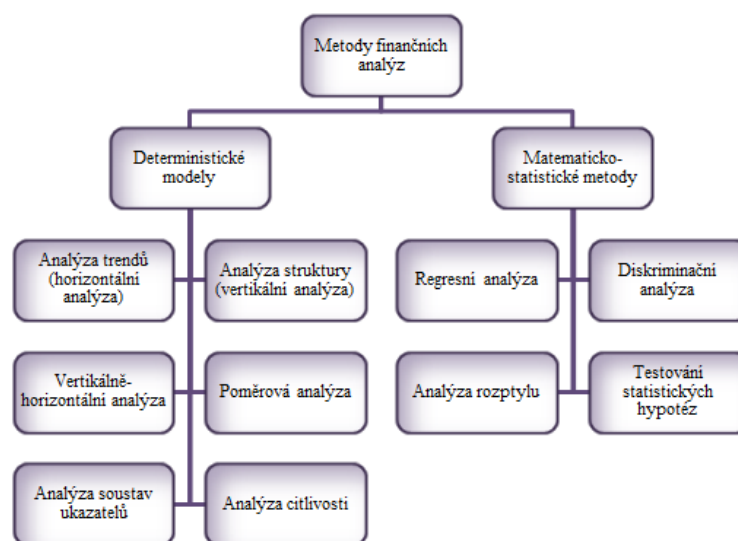 Metody finančních
analýz
Deterministické
modely
Matematicko-
statistické metody
Analýza trendů
(horizontální
analýza)
Analýza struktury
(vertikální analýza)
Regresní analýza
Diskriminační
analýza
Vertikálně-
horizontální analýza
Poměrová analýza
Analýza rozptylu
Testování
statistických
hypotéz
Analýza soustav
ukazatelů
Analýza citlivosti